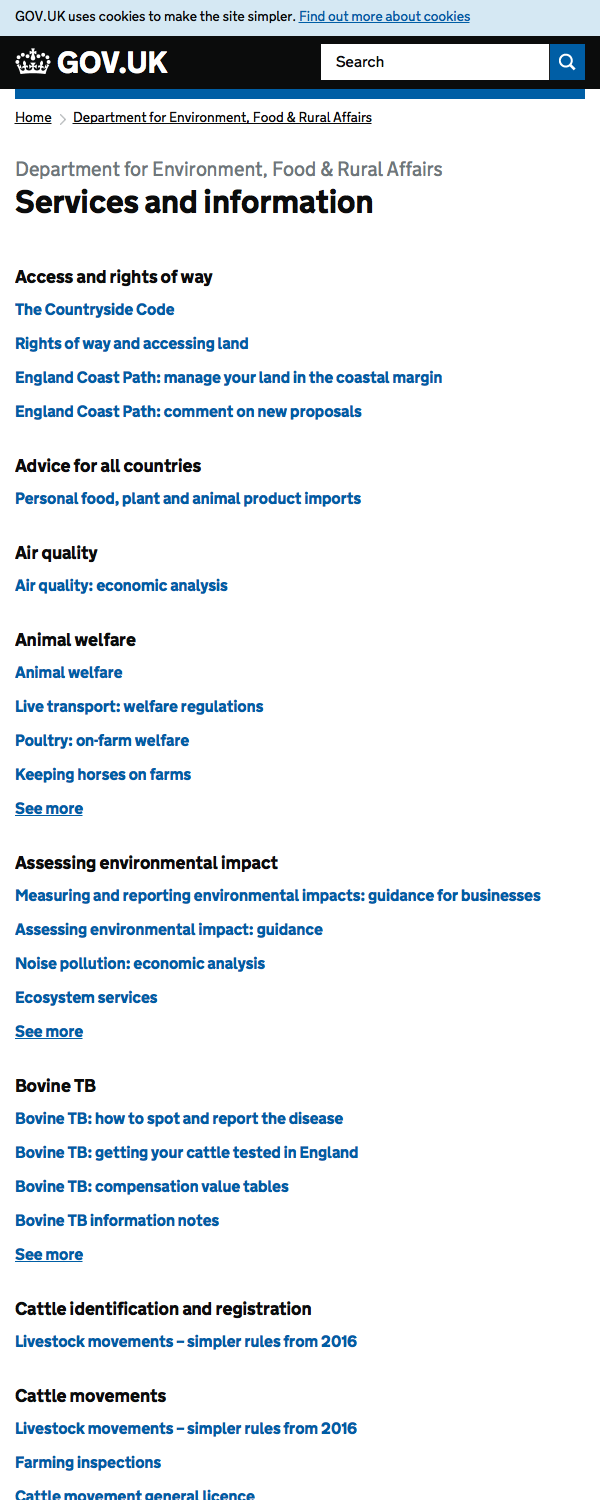 GOV.UK uses cookies to make the site simpler. Find out more about cookies
GOV.UK
Search
Home
Department for Environment, Food & Rural Affairs
Department for Environment, Food & Rural Affairs
Services and information
Access and rights of way
The Countryside Code
Rights of way and accessing land
England Coast Path: manage your land in the coastal margin
England Coast Path: comment on new proposals
Advice for all countries
Personal food, plant and animal product imports
Air quality
Air quality: economic analysis
Animal welfare
Animal welfare
Live transport: welfare regulations
Poultry: on-farm welfare
Keeping horses on farms
See more
Assessing environmental impact
Measuring and reporting environmental impacts: guidance for businesses
Assessing environmental impact: guidance
Noise pollution: economic analysis
Ecosystem services
See more
Bovine TB
Bovine TB: how to spot and report the disease
Bovine TB: getting your cattle tested in England
Bovine TB: compensation value tables
Bovine TB information notes
See more
Cattle identification and registration
Livestock movements – simpler rules from 2016
Cattle movements
Livestock movements – simpler rules from 2016
Farming inspections
Cattle movement general licence